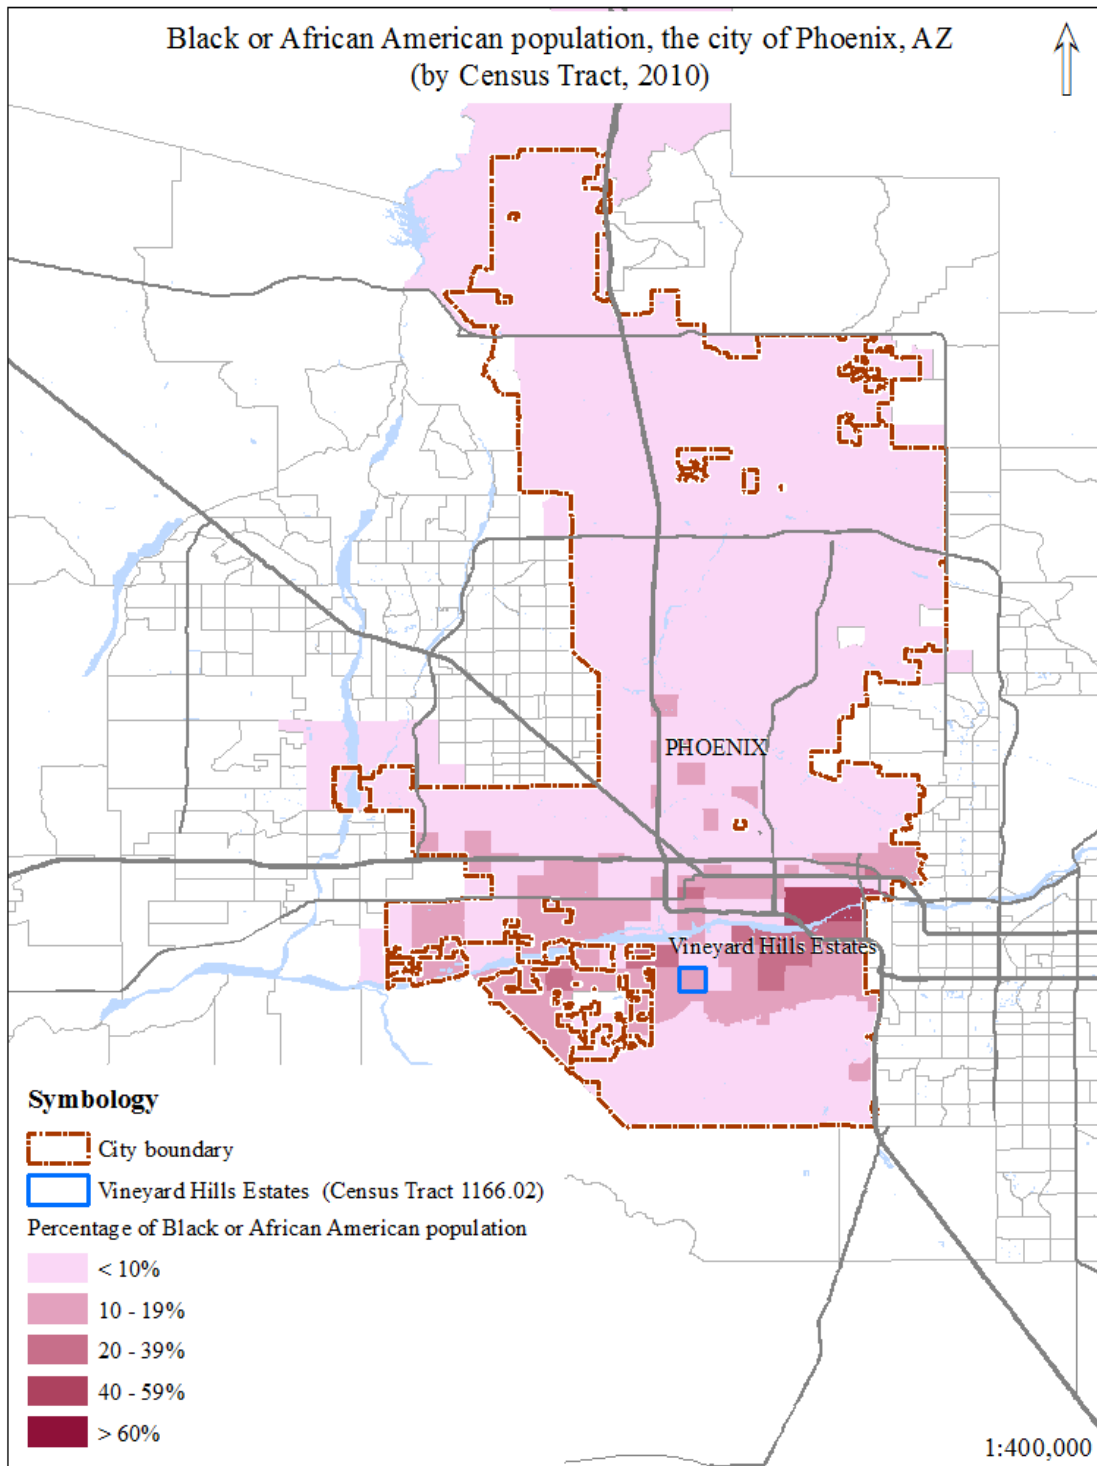 Black or African American population, the city of Phoenix, AZ
(by Census Tract, 2010)
PHOENIX
Vineyard Hills Estates
Symbology
City boundary
Vineyard Hills Estates (Census Tract 1166.02)
Percentage of Black or African American population
< 10%
10 - 19%
20 - 39%
40 - 59%
> 60%
1:400,000